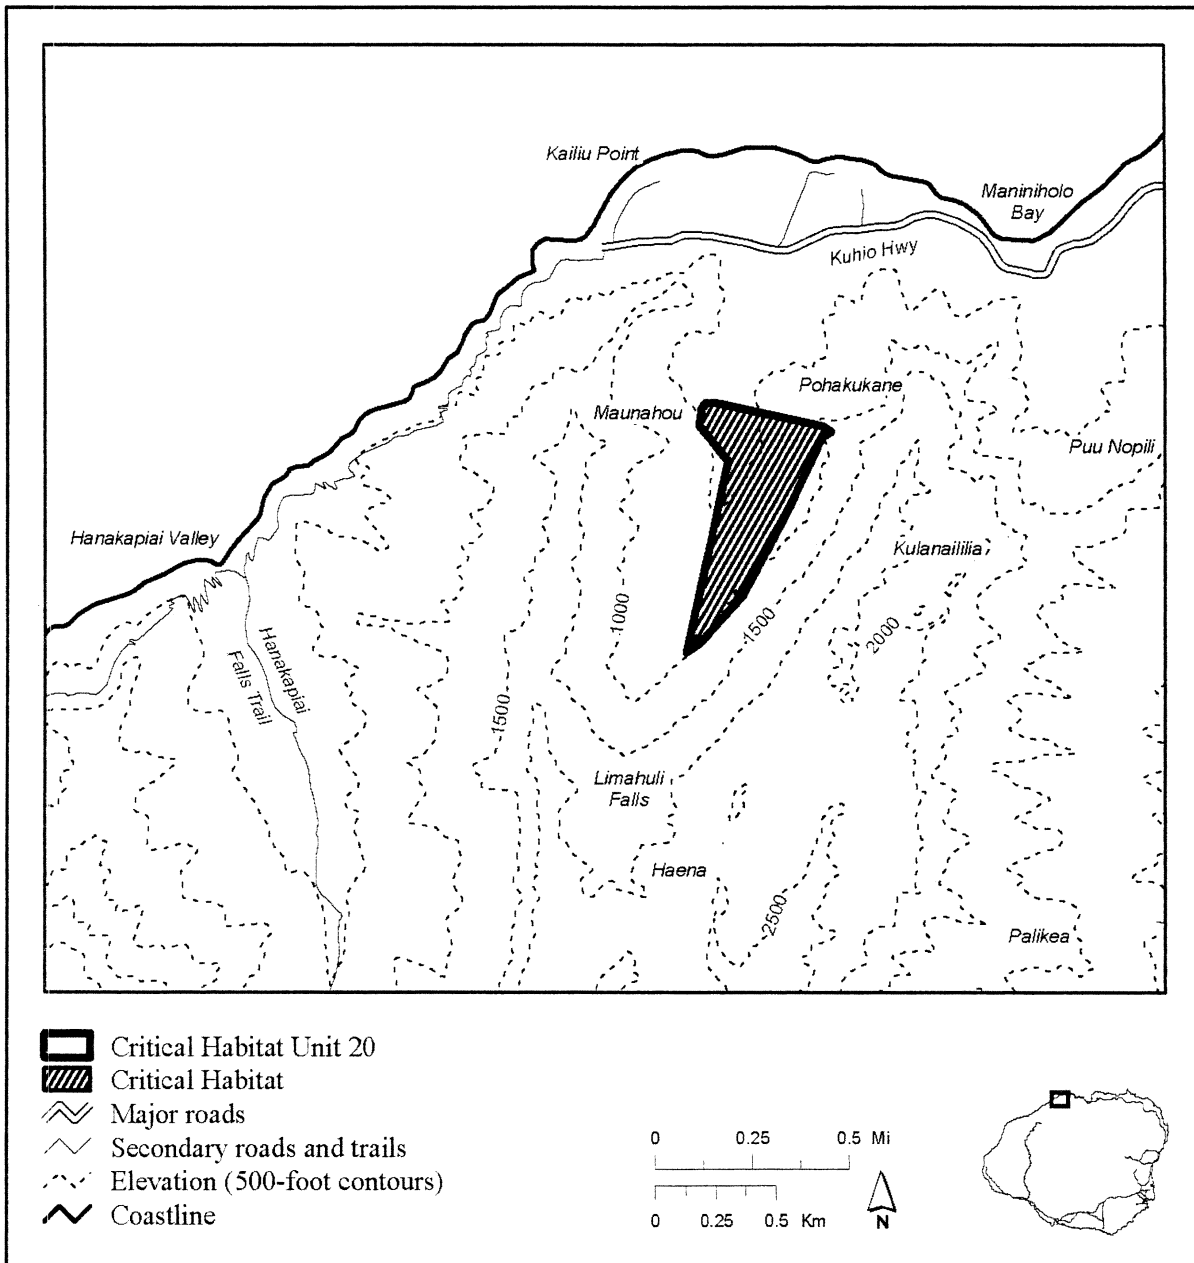 Kailiu Point
Maniniholo
Bay
Kuhio Hwy
Pohakukane
Maunahou
Puu Nopili
Hanakapiai Valley
Kulanaililia
1000
1500
2000
Hanakapiai
Falls Trail
1500
Limahuli
Falls
Haena
2500
Palikea
Critical Habitat Unit 20
Critical Habitat
Major roads
Secondary roads and trails
Elevation (500-foot contours)
Coastline
0 0.25 0.5 Mi
0 0.25 0.5 Km
N